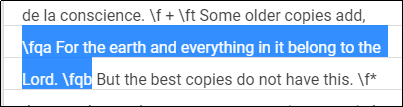 de la conscience. \f + \ft Some older copies add,
\fqa For the earth and everything in it belong to the
Lord. \fqb But the best copies do not have this. \f*